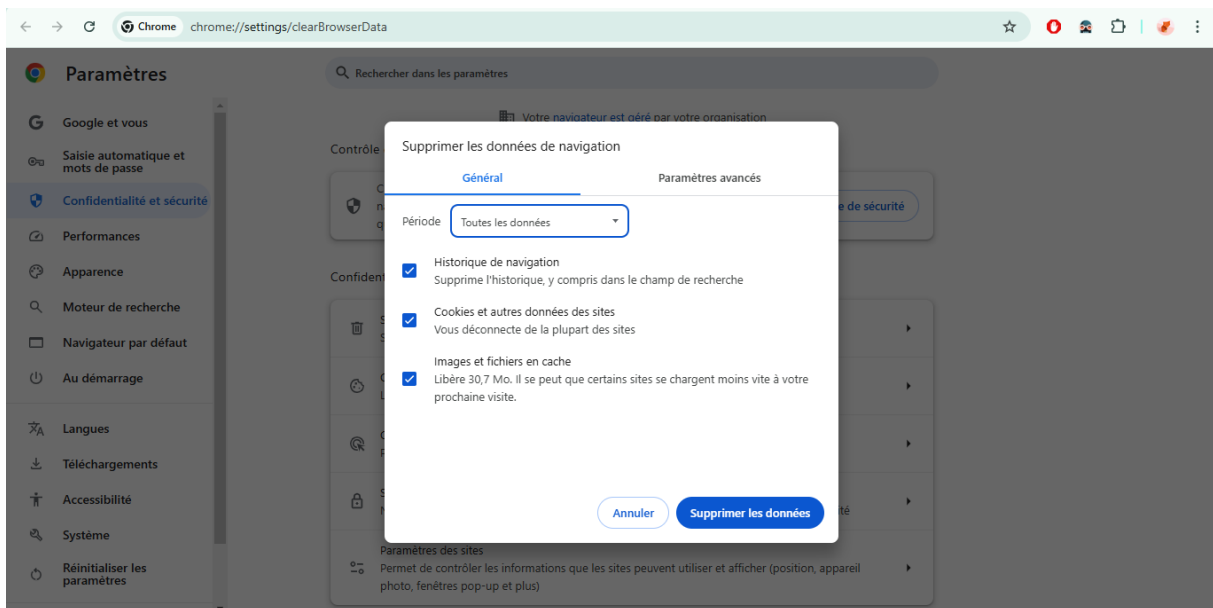 Chrome chrome://settings/clearBrowserData
Paramètres
Rechercher dans les paramètres
Votre navigateur est géré par votre organisation
Google et vous
Saisie automatique et
mots de passe
Confidentialité et sécurité
Performances
Apparence
Moteur de recherche
Navigateur par défaut
Au démarrage
Langues
Téléchargements
Accessibilité
Système
Réinitialiser les
paramètres
Contrôle
e de sécurité
Confident
Supprimer les données de navigation
Général Paramètres avancés
Période Toutes les données
Historique de navigation
Supprime l'historique, y compris dans le champ de recherche
Cookies et autres données des sites
Vous déconnecte de la plupart des sites
Images et fichiers en cache
Libère 30,7 Mo. Il se peut que certains sites se chargent moins vite à votre
prochaine visite.
Annuler Supprimer les données
té
Paramètres des sites
Permet de contrôler les informations que les sites peuvent utiliser et afficher (position, appareil
photo, fenêtres pop-up et plus)